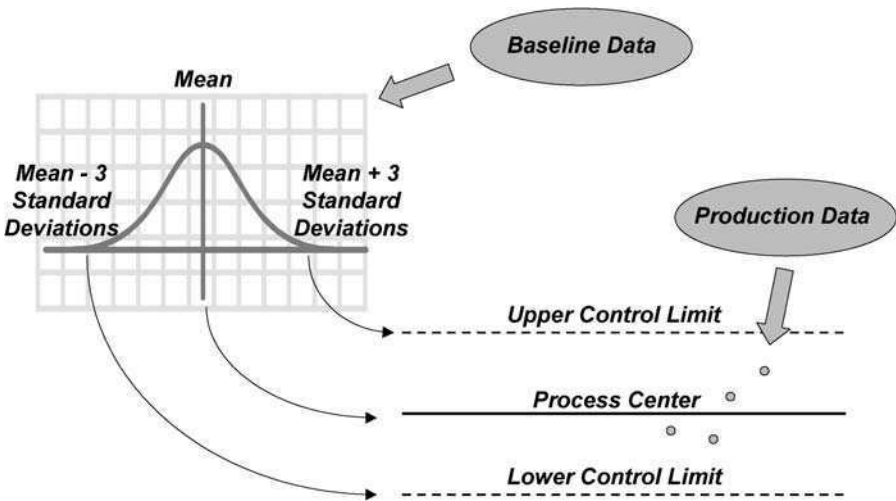 Baseline Data
Mean
Mean - 3
Standard
Deviations
Mean + 3
Standard
Deviations
Production Data
Upper Control Limit
Process Center
Lower Control Limit